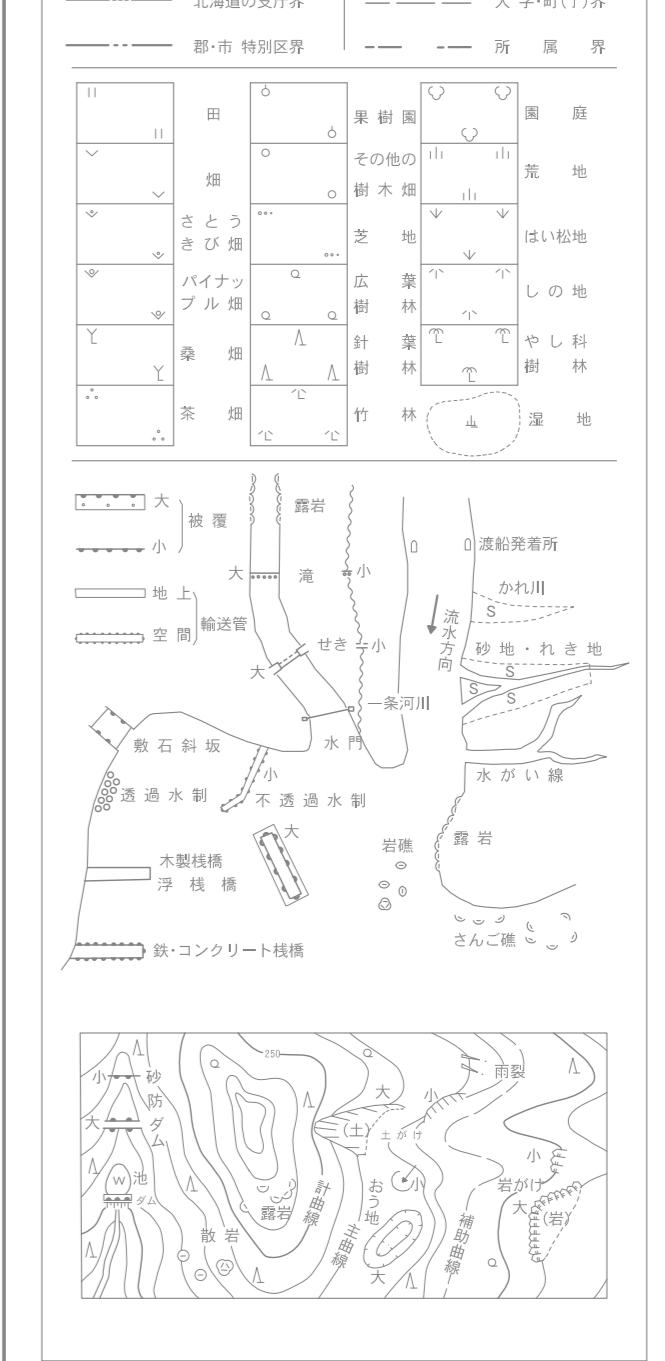 北海道の支庁界
大字・町(丁)界
郡・市 特別区界
所属界
田
果樹園
園庭
畑
その他の
樹木畑
荒地
さとう
きび畑
芝地
はい松地
パイナッ
プル畑
広葉
樹林
しの地
桑畑
針葉
樹林
やし科
樹林
茶畑
竹林
湿地
大
小
被覆
地上
空間
輸送管
露岩
大
滝
小
せき
小
大
一条河川
水門
渡船発着所
かれ川
S
流水方向
砂地・れき地
S
S
S
水がい線
敷石斜坂
透過水制
小
不透過水制
大
木製桟橋
浮桟橋
岩礁
露岩
さんご礁
鉄・コンクリート桟橋
250
小
砂防ダム
大
W
池
ダム
散岩
露岩
計曲線
主曲線
大
(土)
土がけ
小
雨裂
おう地
小
大
補助曲線
小
岩がけ
大
(岩)